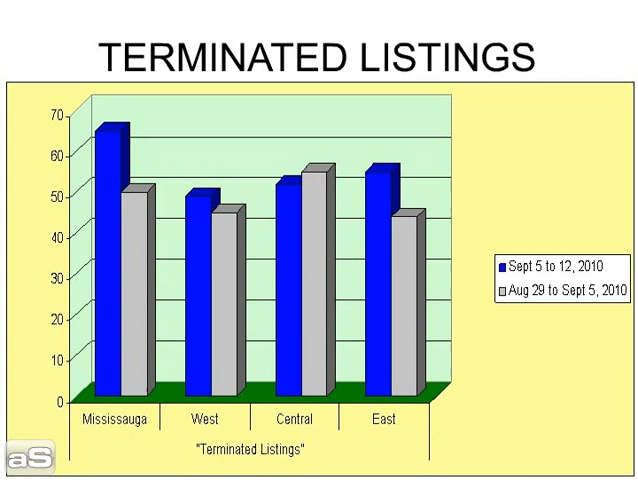 TERMINATED LISTINGS
70
60
50
40
30
20
10
0
Mississauga West Central East
"Terminated Listings"
Sept 5 to 12, 2010
Aug 29 to Sept 5, 2010
aS